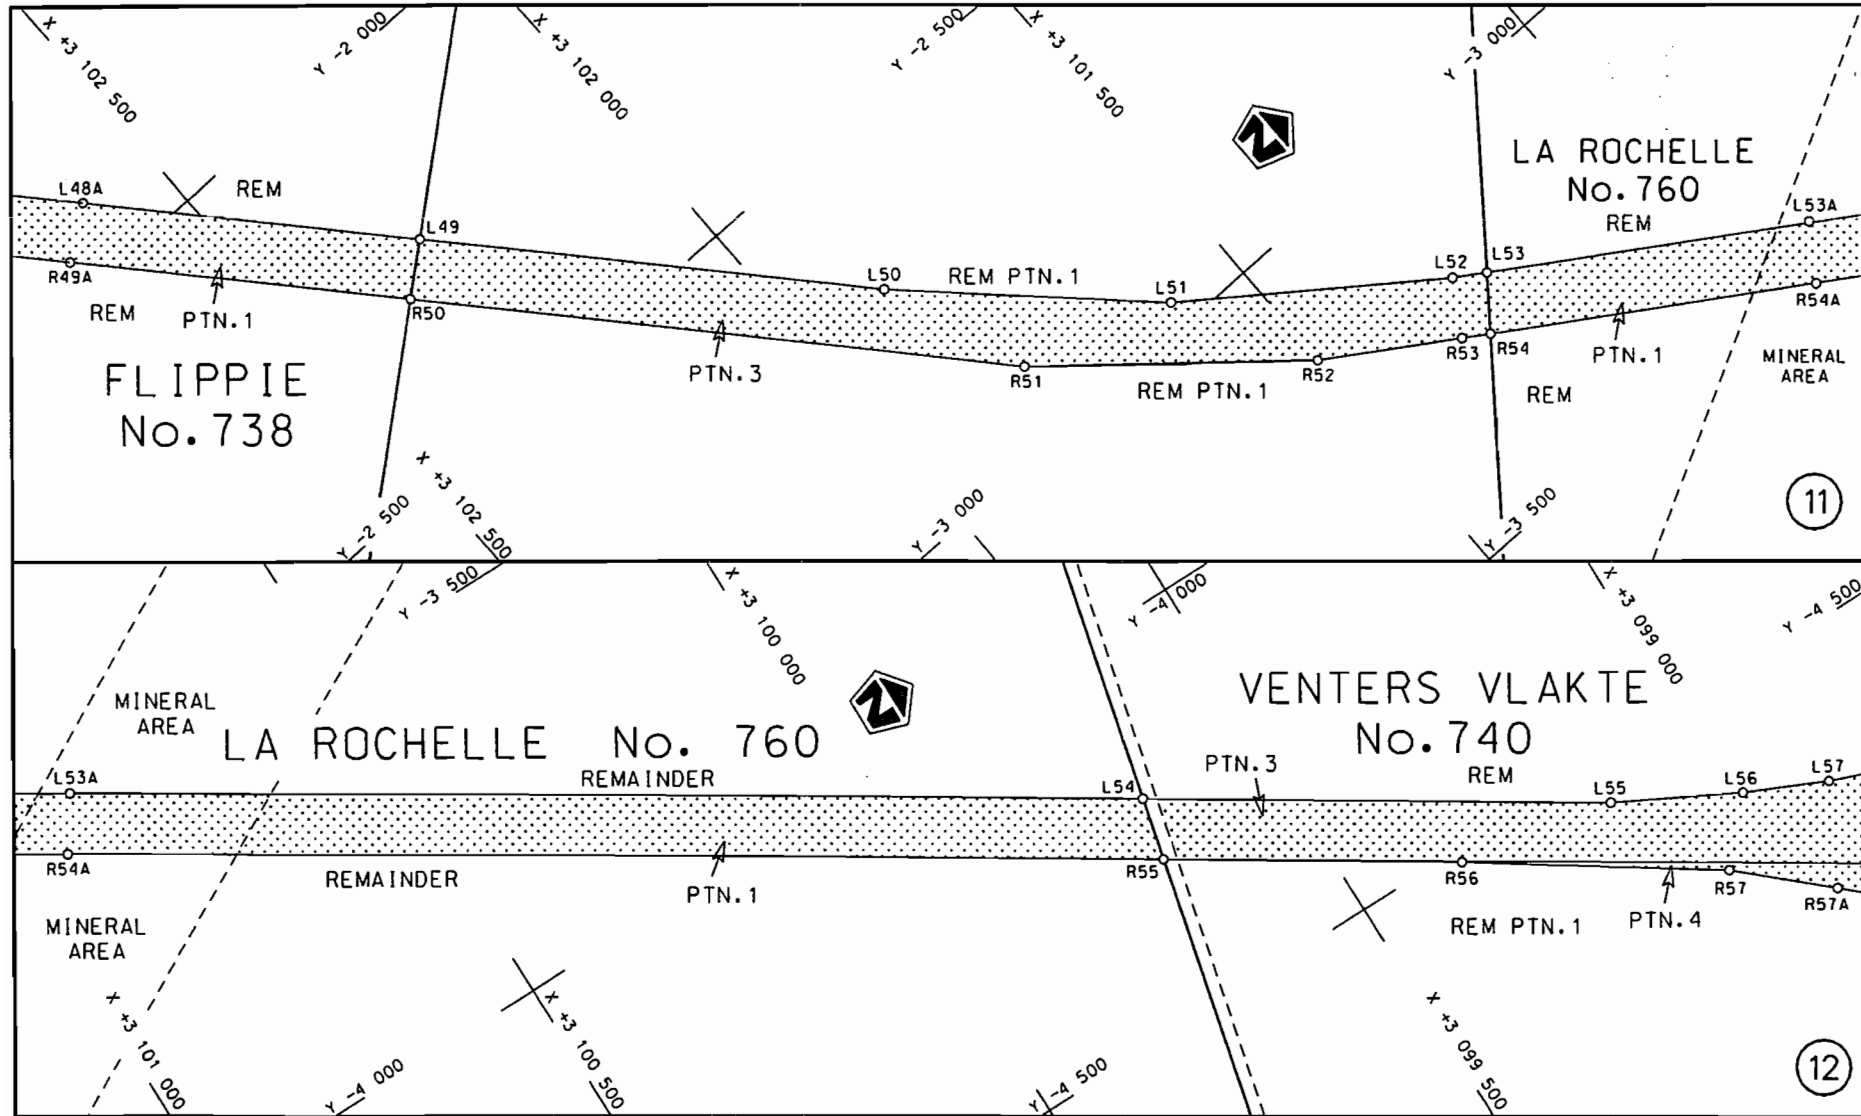 X +3 102 500
Y -2 000
X +3 102 000
Y -2 500
X +3 101 500
Y -3 000
LA ROCHELLE
No. 760
REM
L48A
REM
L49
L50
REM PTN.1
L51
L52
L53
L53A
R49A
REM
PTN.1
R50
PTN.3
R51
REM PTN.1
R52
R53
R54
PTN.1
REM
R54A
MINERAL
AREA
FLIPPIE
No. 738
X +3 102 500
Y -2 500
Y -3 000
Y -3 500
11
Y -3 500
X +3 100 000
Y -4 000
X +3 099 000
Y -4 500
MINERAL
AREA
LA ROCHELLE No. 760
REMAINDER
VENTERS VLAKTE
No. 740
REM
PTN.3
L53A
L54
L55
L56
L57
R54A
REMAINDER
PTN.1
R55
R56
REM PTN.1
PTN.4
R57
R57A
MINERAL
AREA
X +3 101 000
Y -4 000
X +3 100 500
Y -4 500
X +3 099 500
12